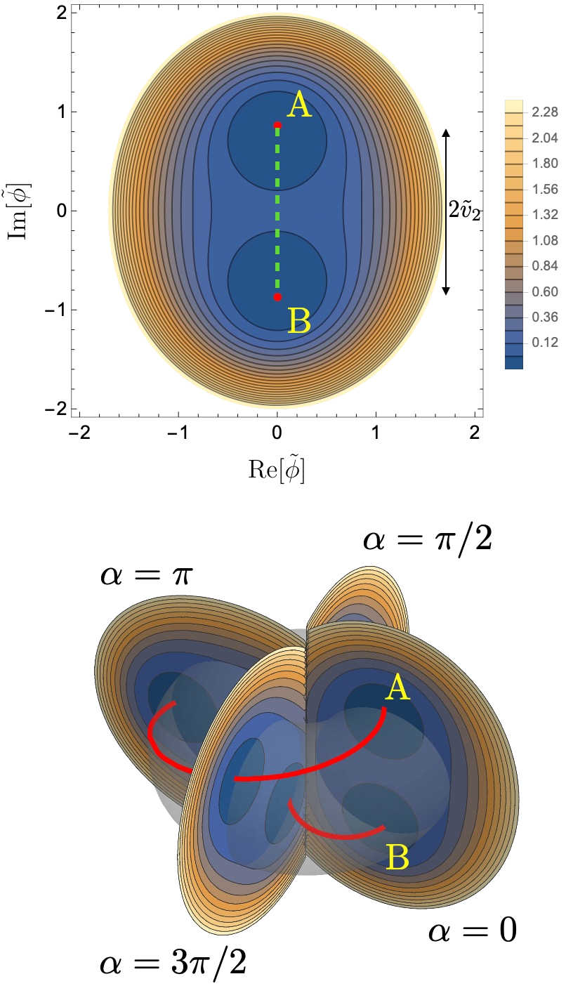 2
1
0
−1
−2
Im[ϕ̃]
A
B
2ṽ₂
−2 −1 0 1 2
Re[ϕ̃]
2.28
2.04
1.80
1.56
1.32
1.08
0.84
0.60
0.36
0.12
α = π/2
α = π
A
B
α = 0
α = 3π/2